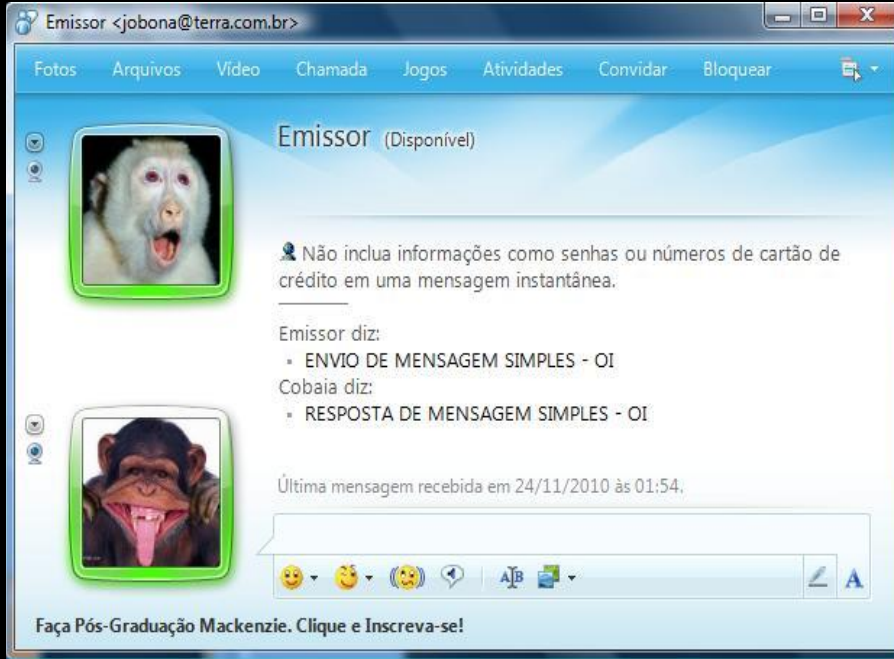 Emissor <jobona@terra.com.br>
Fotos Arquivos Vídeo Chamada Jogos Atividades Convidar Bloquear
Emissor (Disponível)
Não inclua informações como senhas ou números de cartão de
crédito em uma mensagem instantânea.
Emissor diz:
ENVIO DE MENSAGEM SIMPLES - OI
Cobaia diz:
RESPOSTA DE MENSAGEM SIMPLES - OI
Última mensagem recebida em 24/11/2010 às 01:54.
Faça Pós-Graduação Mackenzie. Clique e Inscreva-se!